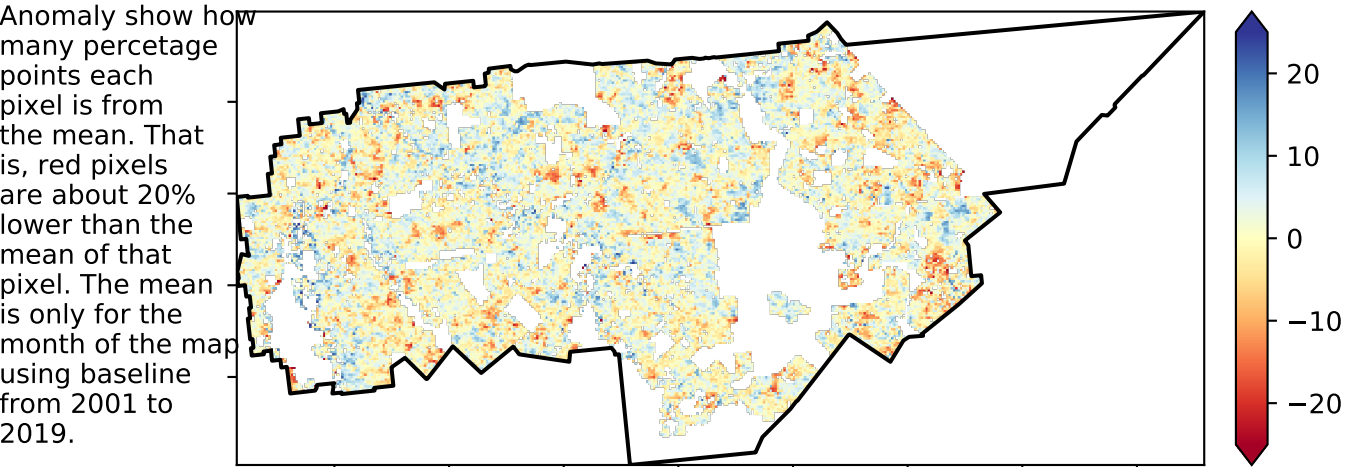 Anomaly show how
many percetage
points each
pixel is from
the mean. That
is, red pixels
are about 20%
lower than the
mean of that
pixel. The mean
is only for the
month of the map
using baseline
from 2001 to
2019.
20
10
0
−10
−20